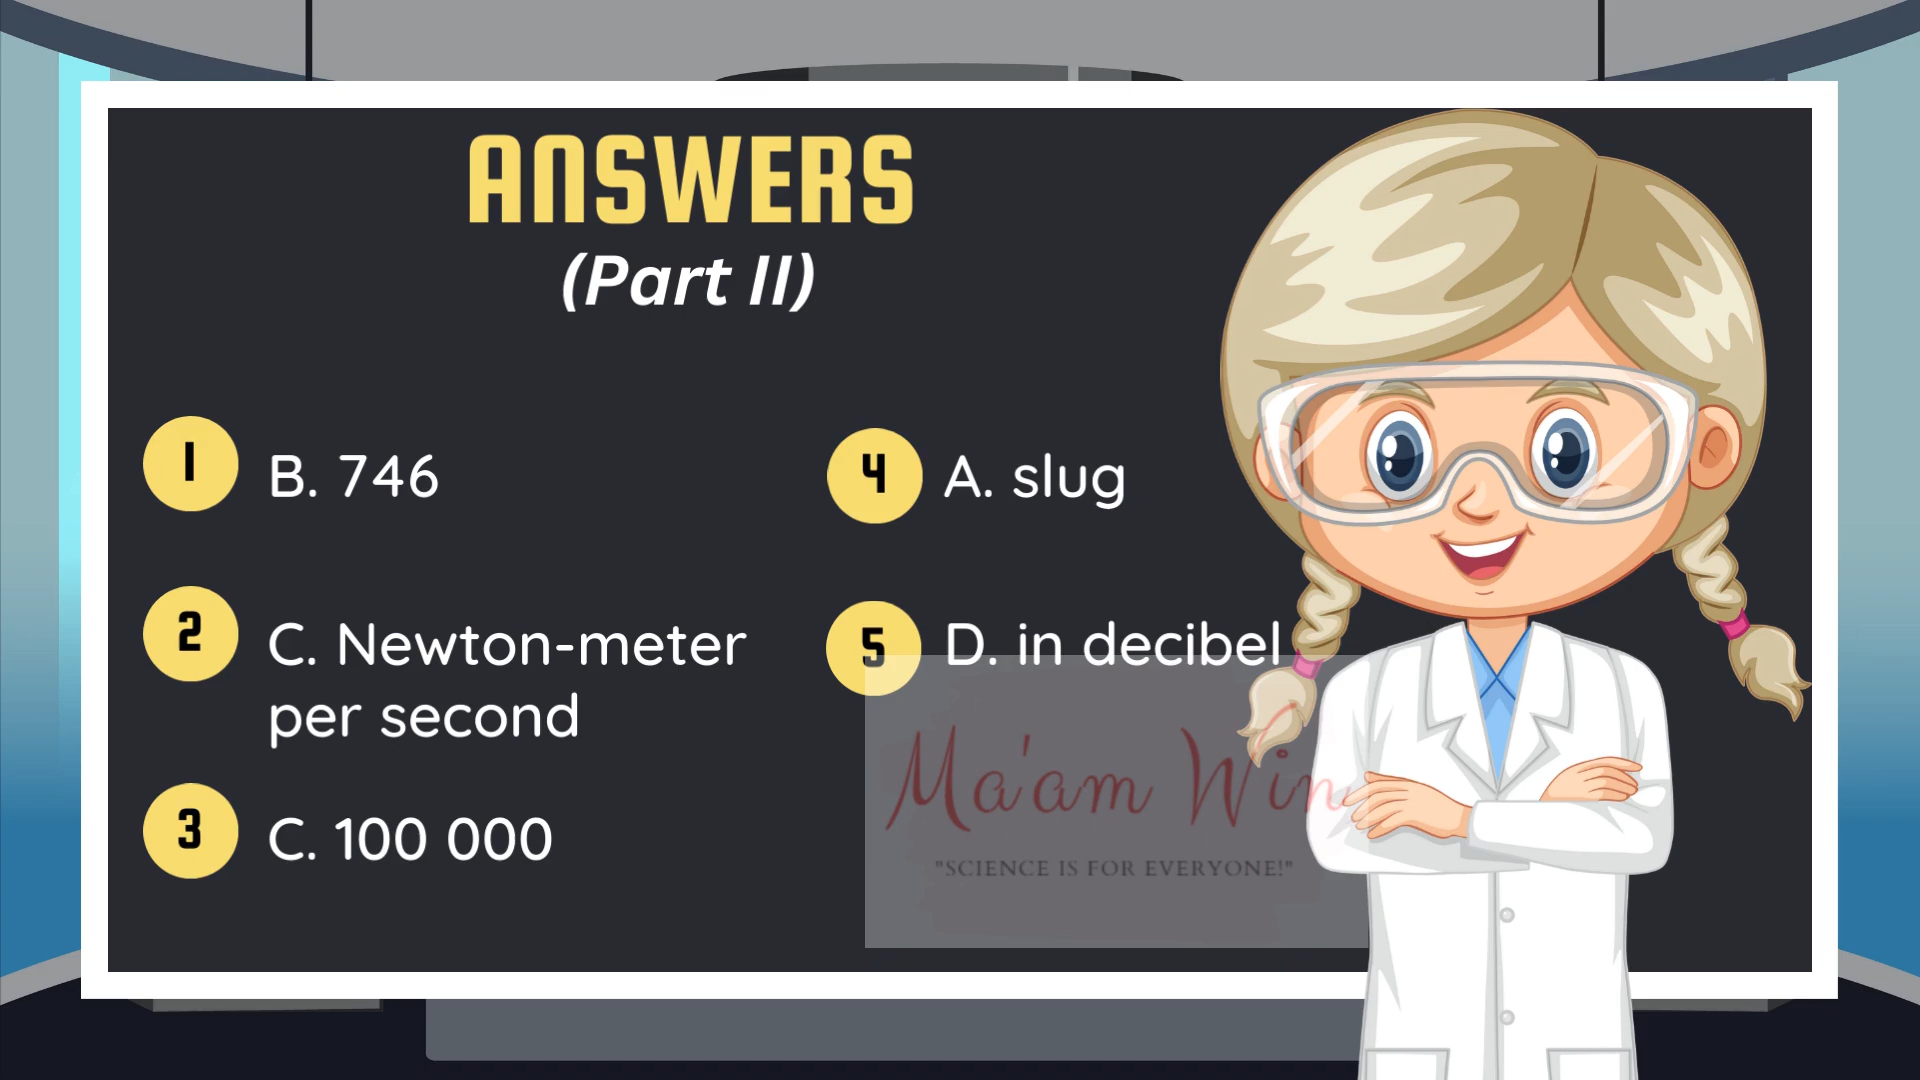 ANSWERS
(Part II)
1 B. 746
2 C. Newton-meter
per second
3 C. 100 000
4 A. slug
5 D. in decibel
Ma'am Win
"SCIENCE IS FOR EVERYONE!"